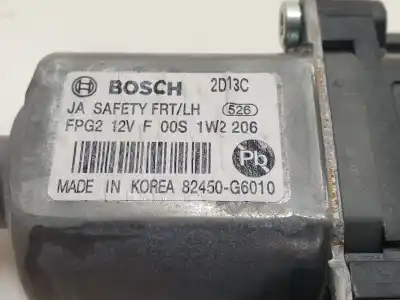 BOSCH 2D13C
JA SAFETY FRT/LH 526
FPG2 12V F 00S 1W2 206
Pb
MADE IN KOREA 82450-G6010